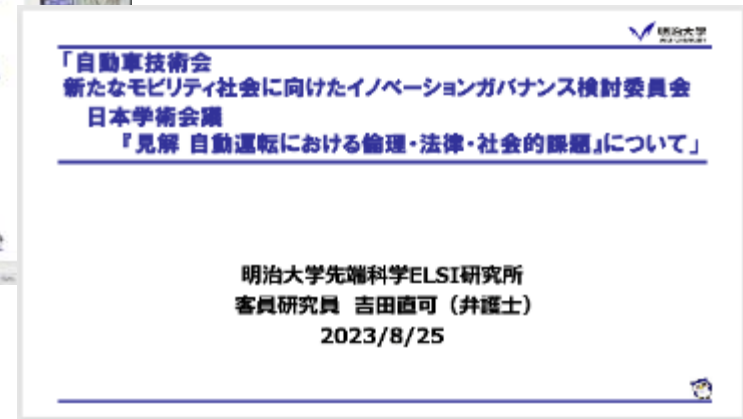 明治大学
「自動車技術会
新たなモビリティ社会に向けたイノベーションガバナンス検討委員会
日本学術会議
『見解 自動運転における倫理・法律・社会的課題』について」
明治大学先端科学ELSI研究所
客員研究員 吉田直可（弁護士）
2023/8/25